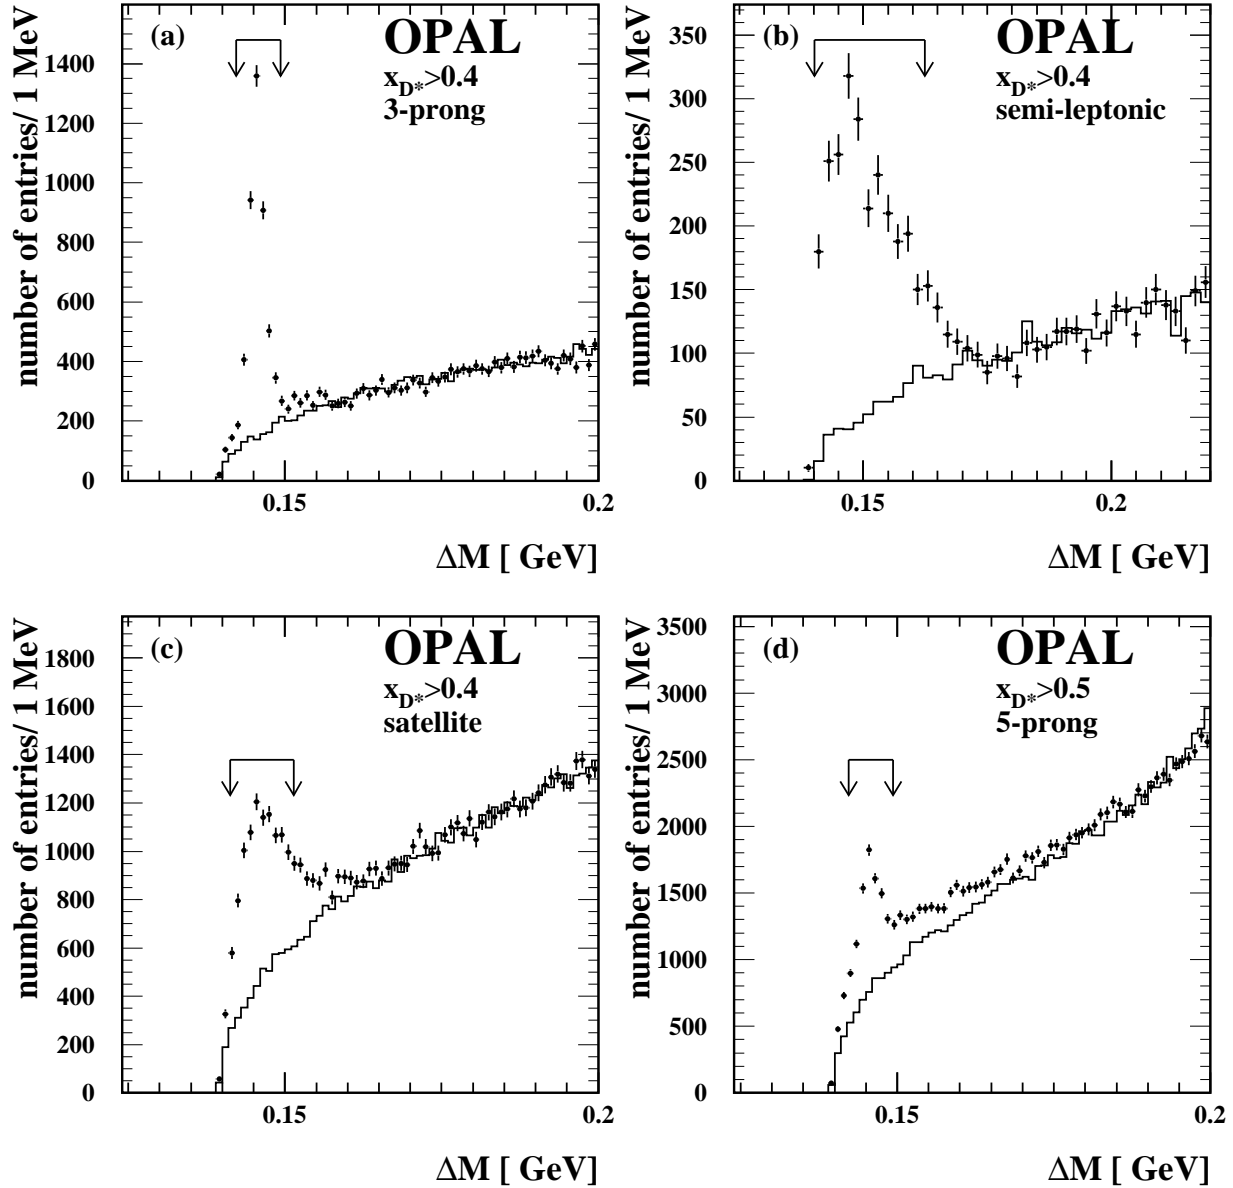 (a)
OPAL
x_D*>0.4
3-prong
number of entries/ 1 MeV
1400
1200
1000
800
600
400
200
0
0.15
0.2
ΔM [ GeV]
(b)
OPAL
x_D*>0.4
semi-leptonic
number of entries/ 1 MeV
350
300
250
200
150
100
50
0
0.15
0.2
ΔM [ GeV]
(c)
OPAL
x_D*>0.4
satellite
number of entries/ 1 MeV
1800
1600
1400
1200
1000
800
600
400
200
0
0.15
0.2
ΔM [ GeV]
(d)
OPAL
x_D*>0.5
5-prong
number of entries/ 1 MeV
3500
3000
2500
2000
1500
1000
500
0
0.15
0.2
ΔM [ GeV]